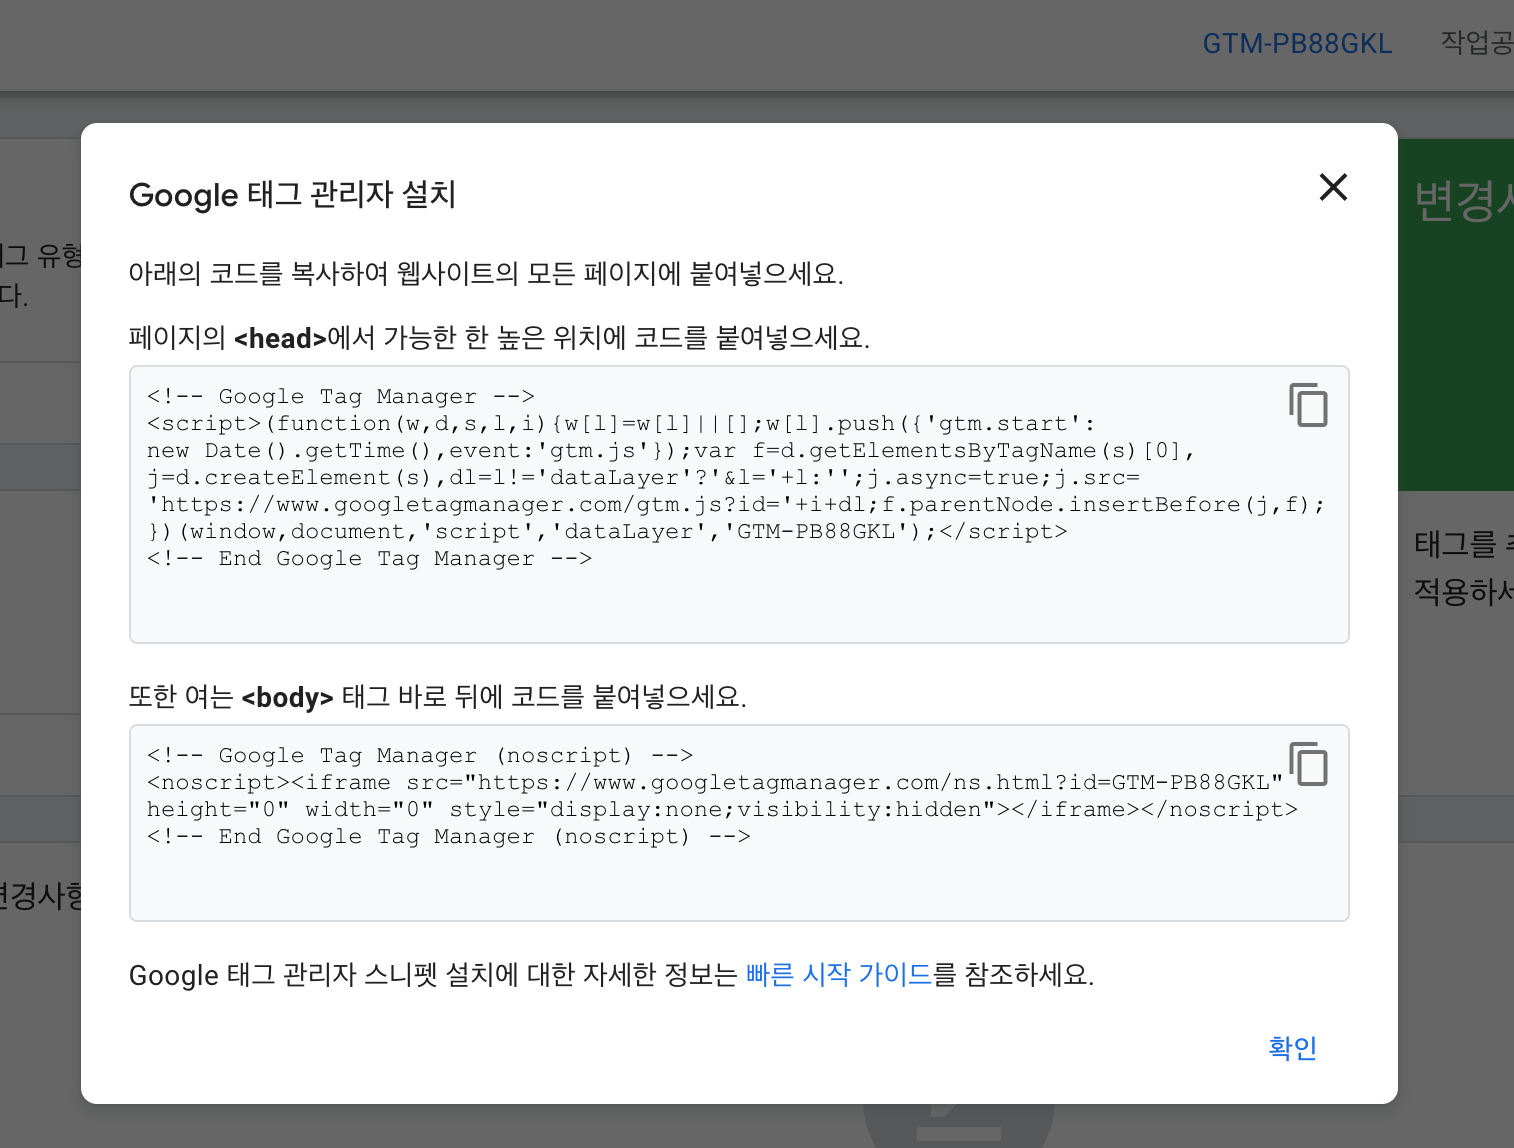 GTM-PB88GKL 작업공
Google 태그 관리자 설치
변경사
그 유형
다.
아래의 코드를 복사하여 웹사이트의 모든 페이지에 붙여넣으세요.
페이지의 <head>에서 가능한 한 높은 위치에 코드를 붙여넣으세요.
<!-- Google Tag Manager -->
<script>(function(w,d,s,l,i){w[l]=w[l]||[];w[l].push({'gtm.start':
new Date().getTime(),event:'gtm.js'});var f=d.getElementsByTagName(s)[0],
j=d.createElement(s),dl=l!='dataLayer'?'&l='+l:'';j.async=true;j.src=
'https://www.googletagmanager.com/gtm.js?id='+i+dl;f.parentNode.insertBefore(j,f);
})(window,document,'script','dataLayer','GTM-PB88GKL');</script>
<!-- End Google Tag Manager -->
태그를
적용하세
또한 여는 <body> 태그 바로 뒤에 코드를 붙여넣으세요.
<!-- Google Tag Manager (noscript) -->
<noscript><iframe src="https://www.googletagmanager.com/ns.html?id=GTM-PB88GKL"
height="0" width="0" style="display:none;visibility:hidden"></iframe></noscript>
<!-- End Google Tag Manager (noscript) -->
변경사항
Google 태그 관리자 스니펫 설치에 대한 자세한 정보는 빠른 시작 가이드를 참조하세요.
확인